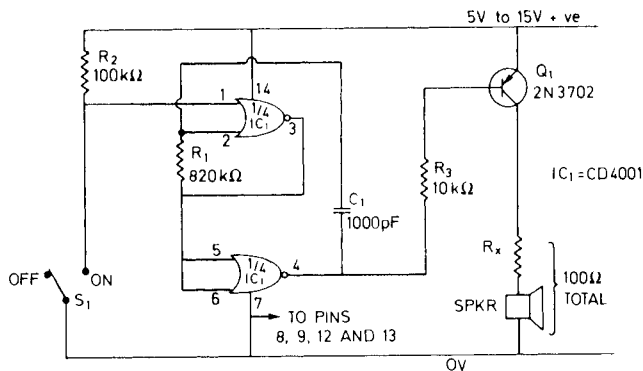 5V to 15V + ve
R2
100kΩ
14
Q1
2N 3702
1
1/4
IC1
3
2
R1
820kΩ
R3
10kΩ
IC1 = CD4001
C1
1000pF
5
1/4
IC1
4
6
7
OFF
ON
S1
Rx
100Ω
TOTAL
SPKR
TO PINS
8, 9, 12 AND 13
0V